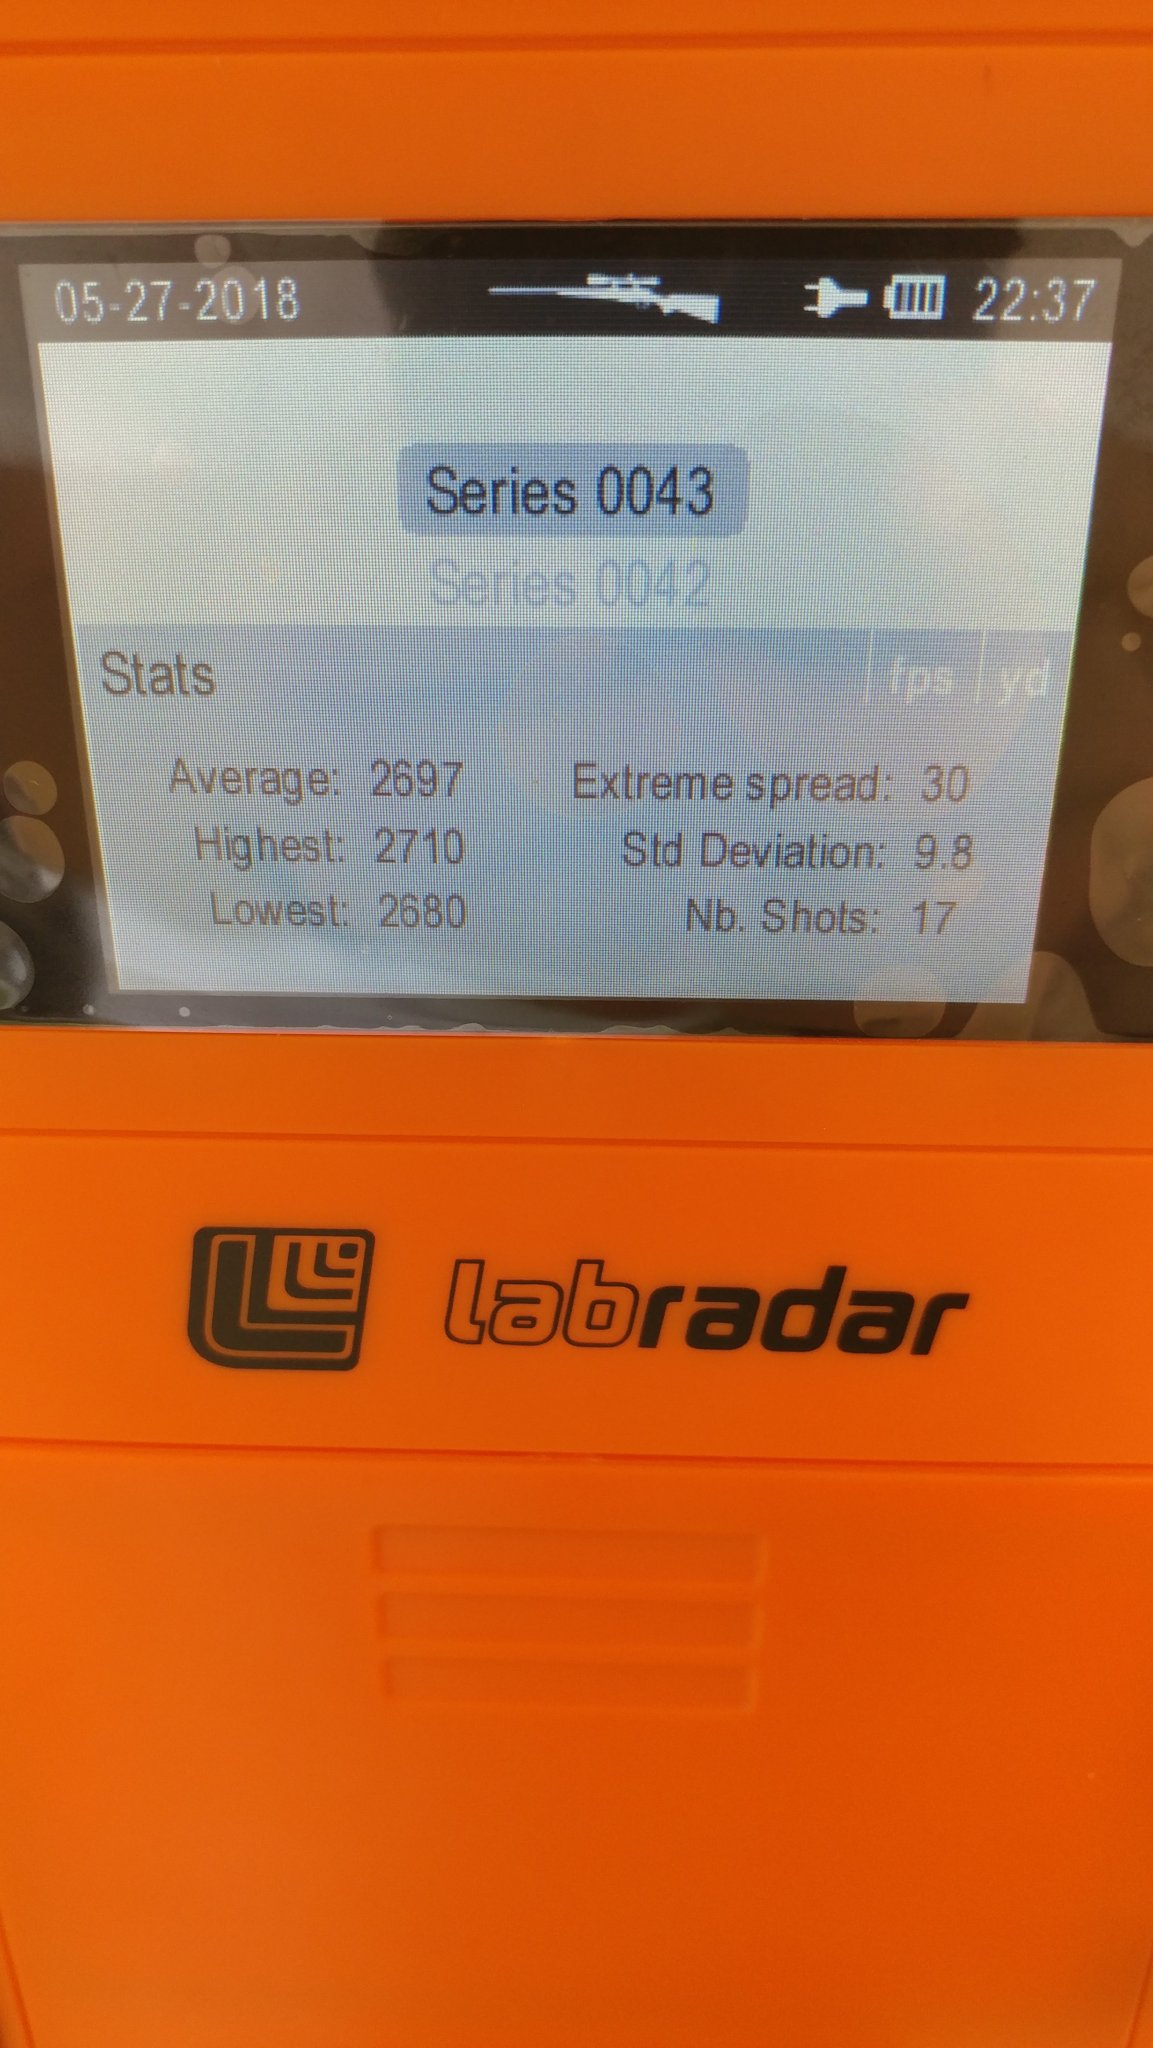 05-27-2018 22:37
Series 0043
Series 0042
Stats fps yd
Average: 2697 Extreme spread: 30
Highest: 2710 Std Deviation: 9.8
Lowest: 2680 Nb. Shots: 17
labradar